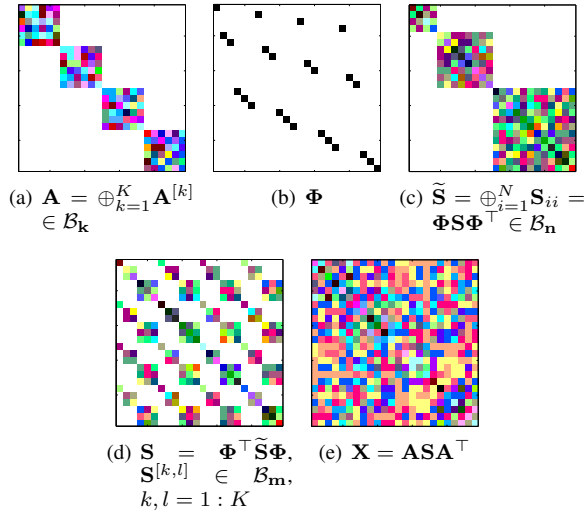 (a) A = ⊕_{k=1}^{K} A^{[k]}
∈ B_k
(b) Φ
(c) S̃ = ⊕_{i=1}^{N} S_{ii} =
ΦSΦ^⊤ ∈ B_n
(d) S = Φ^⊤S̃Φ,
S^{[k,l]} ∈ B_m,
k, l = 1 : K
(e) X = ASA^⊤